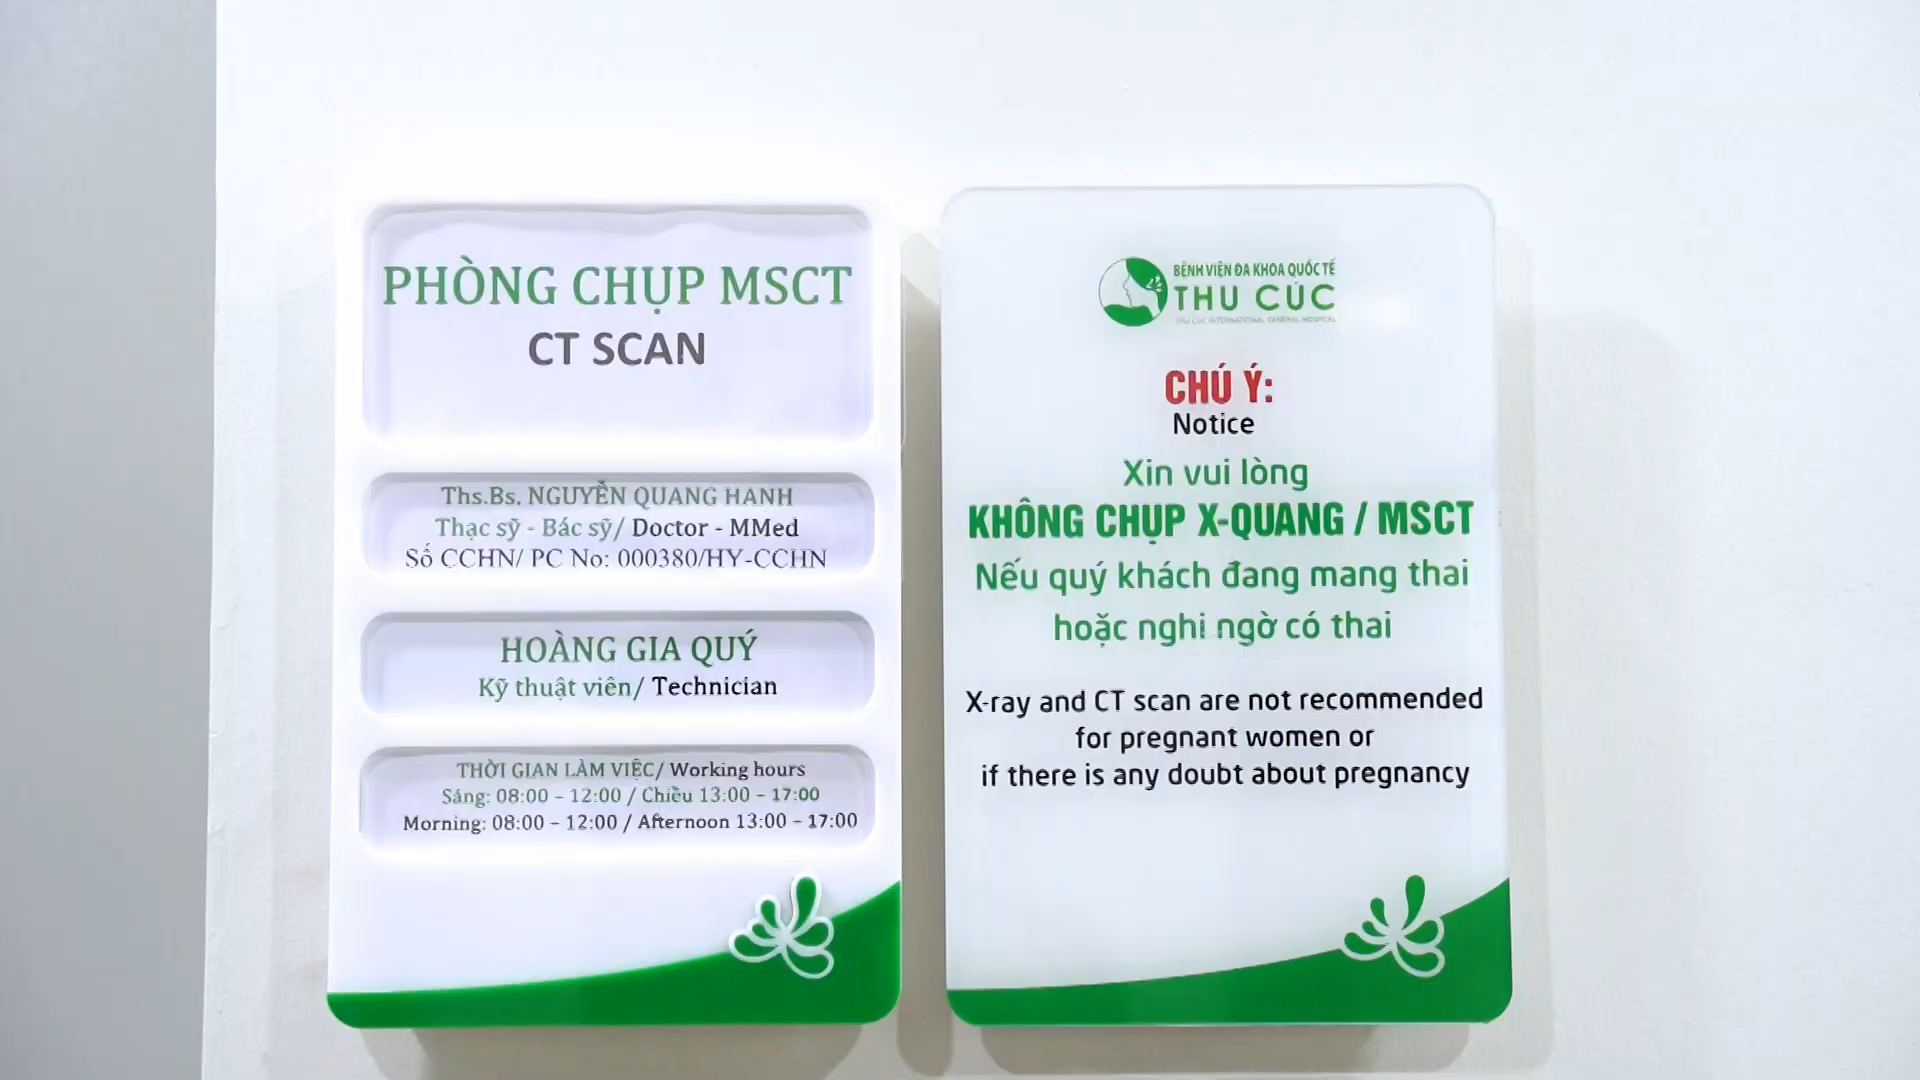 PHÒNG CHỤP MSCT
CT SCAN
Ths.Bs. NGUYỄN QUANG HANH
Thạc sỹ - Bác sỹ/ Doctor - MMed
Số CCHN/ PC No: 000380/HY-CCHN
HOÀNG GIA QUÝ
Kỹ thuật viên/ Technician
THỜI GIAN LÀM VIỆC/ Working hours
Sáng: 08:00 - 12:00 / Chiều 13:00 - 17:00
Morning: 08:00 - 12:00 / Afternoon 13:00 - 17:00
BỆNH VIỆN ĐA KHOA QUỐC TẾ
THU CÚC
THU CUC INTERNATIONAL GENERAL HOSPITAL
CHÚ Ý:
Notice
Xin vui lòng
KHÔNG CHỤP X-QUANG / MSCT
Nếu quý khách đang mang thai
hoặc nghi ngờ có thai
X-ray and CT scan are not recommended
for pregnant women or
if there is any doubt about pregnancy